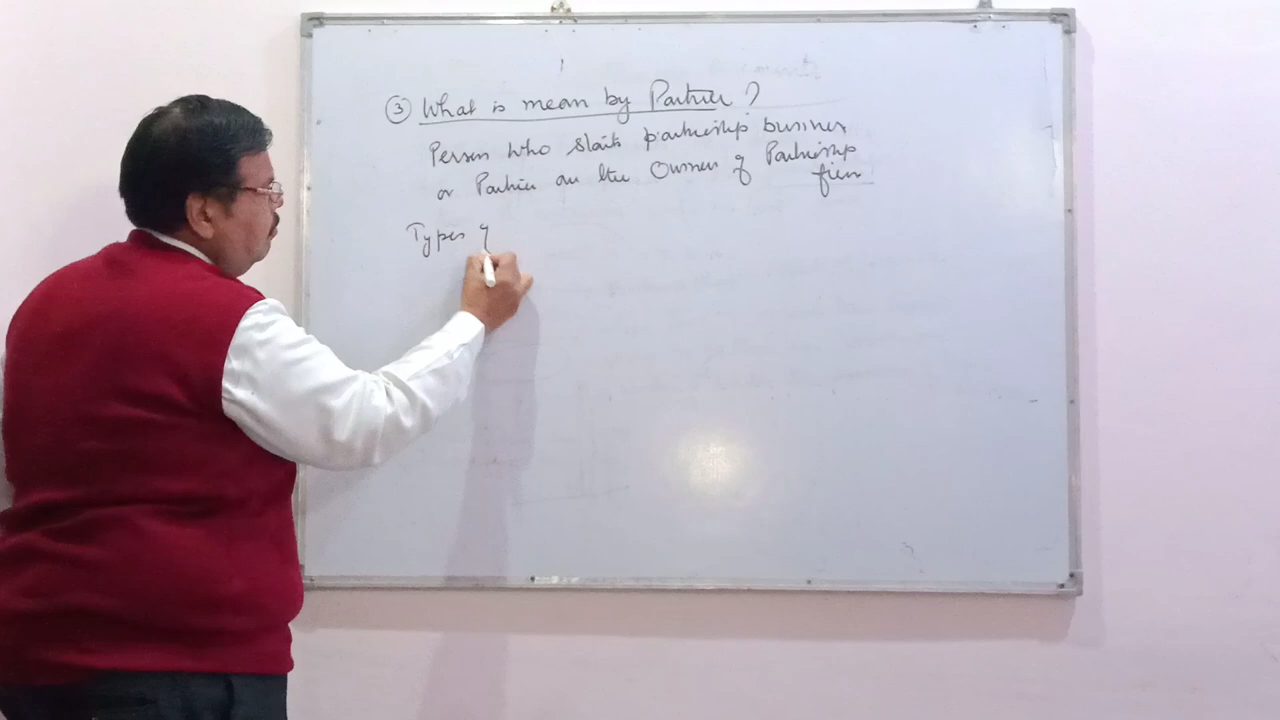 ③ What is mean by Partner ?
Person who starts partnership business
or Partner are the Owner of Partnership
firm
Types of